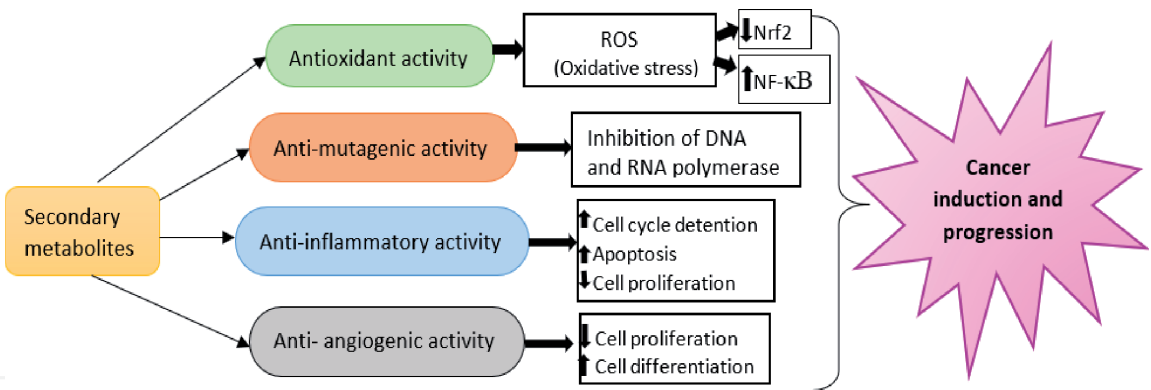 Secondary
metabolites
Antioxidant activity
ROS
(Oxidative stress)
↓Nrf2
↑NF-κB
Anti-mutagenic activity
Inhibition of DNA
and RNA polymerase
Anti-inflammatory activity
↑Cell cycle detention
↑Apoptosis
↓Cell proliferation
Anti- angiogenic activity
↓Cell proliferation
↑Cell differentiation
Cancer
induction and
progression